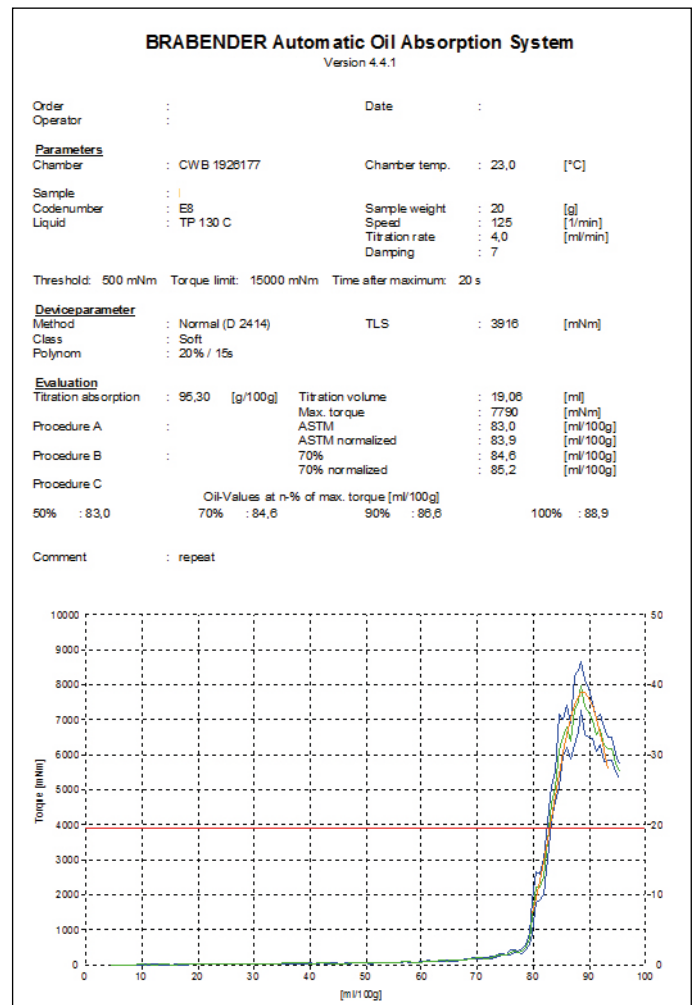 BRABENDER Automatic Oil Absorption System
Version 4.4.1
Order : Date :
Operator :
Parameters
Chamber : CWB 1926177 Chamber temp. : 23,0 [°C]
Sample :
Codenumber : E8 Sample weight : 20 [g]
Liquid : TP 130 C Speed : 125 [1/min]
Titration rate : 4,0 [ml/min]
Damping : 7
Threshold: 500 mNm Torque limit: 15000 mNm Time after maximum: 20 s
Deviceparameter
Method : Normal (D 2414) TLS : 3916 [mNm]
Class : Soft
Polynom : 20% / 15s
Evaluation
Titration absorption : 95,30 [g/100g] Titration volume : 19,06 [ml]
Max. torque : 7790 [mNm]
Procedure A : ASTM : 83,0 [ml/100g]
ASTM normalized : 83,9 [ml/100g]
Procedure B : 70% : 84,6 [ml/100g]
70% normalized : 85,2 [ml/100g]
Procedure C
Oil-Values at n-% of max. torque [ml/100g]
50% : 83,0 70% : 84,6 90% : 86,6 100% : 88,9
Comment : repeat
10000 50
9000
8000 40
7000
6000 30
5000
4000 20
3000
2000 10
1000
0 0
Torque [mNm]
0 10 20 30 40 50 60 70 80 90 100
[ml/100g]